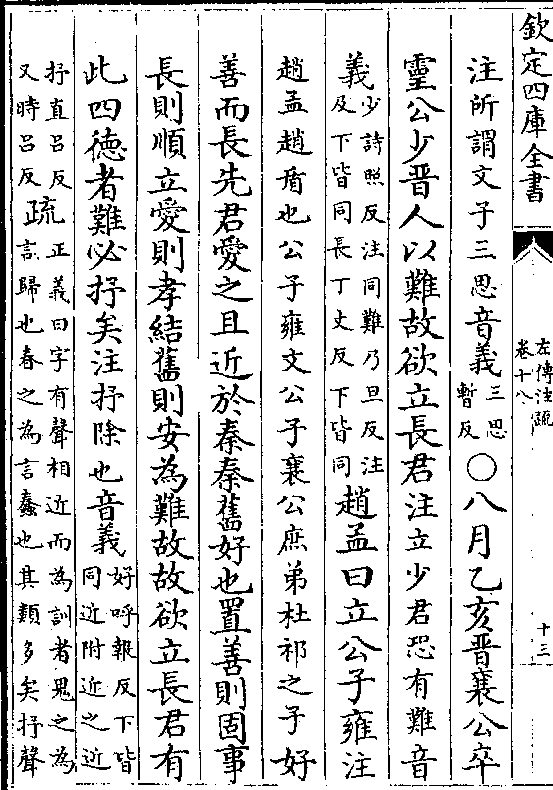 欽定四庫全書
左傳注疏
卷十八
十三
注所謂文子三思音義三思暫反○八月乙亥晉襄公卒
靈公少晉人以難故欲立長君注立少君恐有難音
義少詩照反注同難乃旦反注及下皆同長丁丈反下皆同趙孟曰立公子雍注
趙孟趙盾也公子雍文公子襄公庶弟杜祁之子好
善而長先君愛之且近於秦秦舊好也置善則固事
長則順立愛則孝結舊則安為難故故欲立長君有
此四德者難必抒矣注抒除也音義好呼報反下皆同近附近之近
抒直呂反又時呂反疏正義曰字有聲相近而為訓者鬼之為言歸也春之為言蠢也其類多矣抒聲